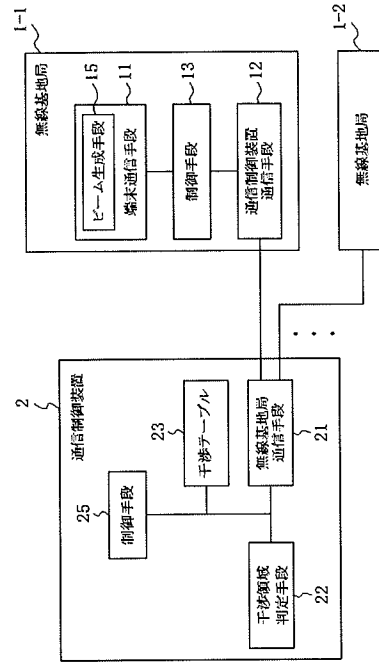 2
通信制御装置
25
制御手段
23
干渉テーブル
22
干渉領域
判定手段
21
無線基地局
通信手段
・・・
1-1
無線基地局
15
ビーム生成手段
11
端末通信手段
13
制御手段
12
通信制御装置
通信手段
1-2
無線基地局